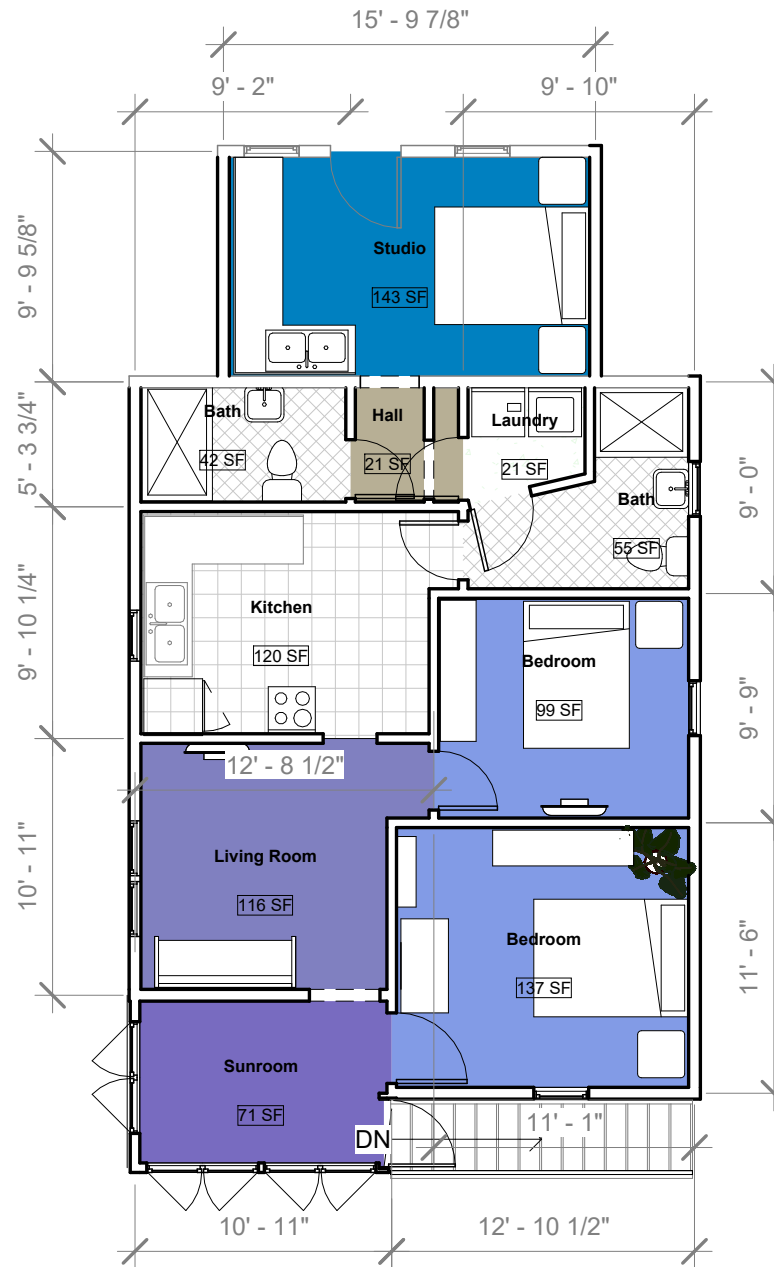 15' - 9 7/8"
9' - 2"
9' - 10"
9' - 9 5/8"
Studio
143 SF
5' - 3 3/4"
Bath
42 SF
Hall
21 SF
Laundry
21 SF
Bath
55 SF
9' - 0"
9' - 10 1/4"
Kitchen
120 SF
Bedroom
99 SF
9' - 9"
12' - 8 1/2"
10' - 11"
Living Room
116 SF
Bedroom
137 SF
11' - 6"
Sunroom
71 SF
DN
11' - 1"
10' - 11"
12' - 10 1/2"